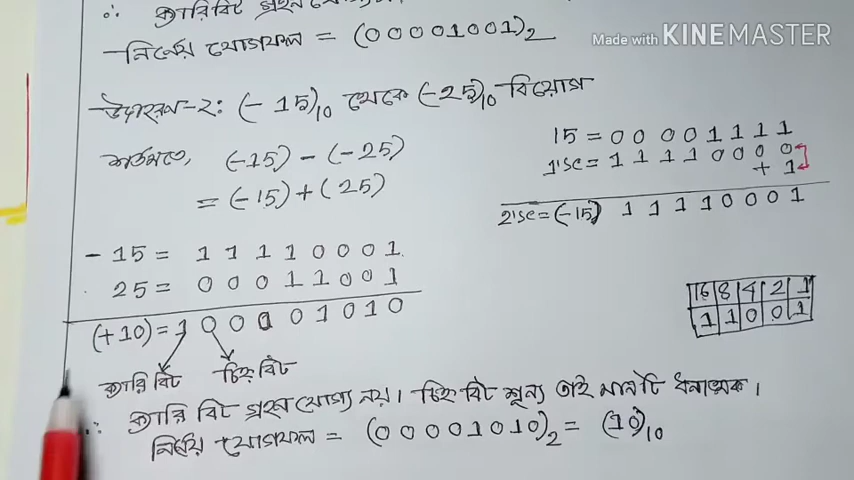 ∴ ক্যারি বিট গ্রহন যোগ্য
Made with KINEMASTER
নির্নেয় যোগফল = (00001001)₂
উদাহরন-২: (- 15)₁₀ থেকে (-25)₁₀ বিয়োগ
শর্তমতে, (-15) - (-25)
= (-15) + (25)
15 = 0 0 0 0 1 1 1 1
1'sc = 1 1 1 1 0 0 0 0
+ 1
2'sc = (-15) 1 1 1 1 0 0 0 1
- 15 = 1 1 1 1 0 0 0 1
25 = 0 0 0 1 1 0 0 1
(+10) = 1 0 0 0 0 1 0 1 0
16 8 4 2 1
1 1 0 0 1
ক্যারি বিট চিহ্ন বিট
∴ ক্যারি বিট গ্রহন যোগ্য নয়। চিহ্ন বিট শূন্য তাই মানটি ধনাত্মক।
নির্নেয় যোগফল = (00001010)₂ = (10)₁₀